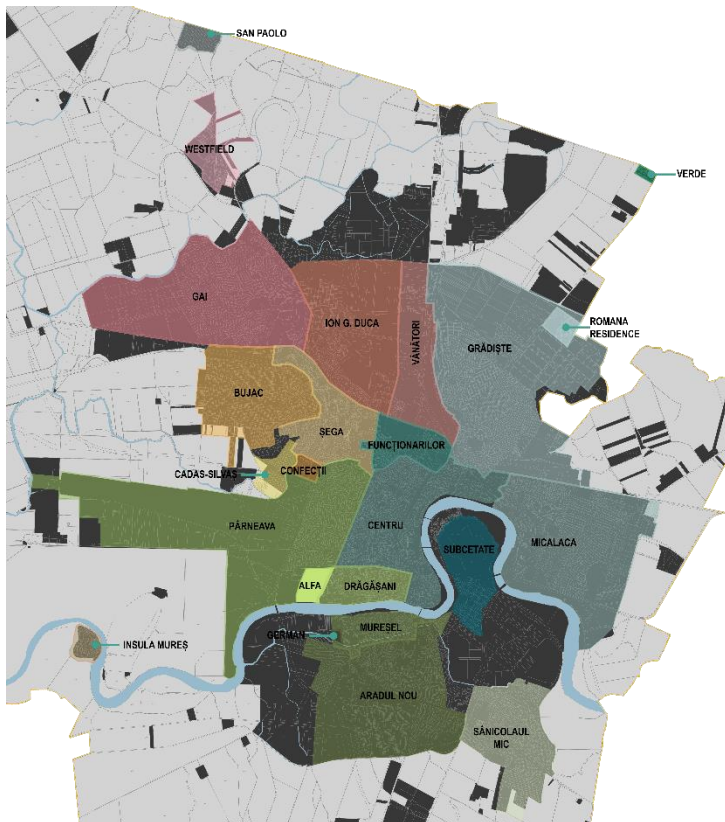 SAN PAOLO
WESTFIELD
VERDE
GAI
ION G. DUCA
VÂNĂTORI
GRĂDIȘTE
ROMANA
RESIDENCE
BUJAC
ȘEGA
FUNCȚIONARILOR
CADAS-SILVAȘ
CONFECȚII
PÂRNEAVA
CENTRU
SUBCETATE
MICALACA
ALFA
DRĂGĂȘANI
GERMAN
MUREȘEL
INSULA MUREȘ
ARADUL NOU
SÂNICOLAUL
MIC